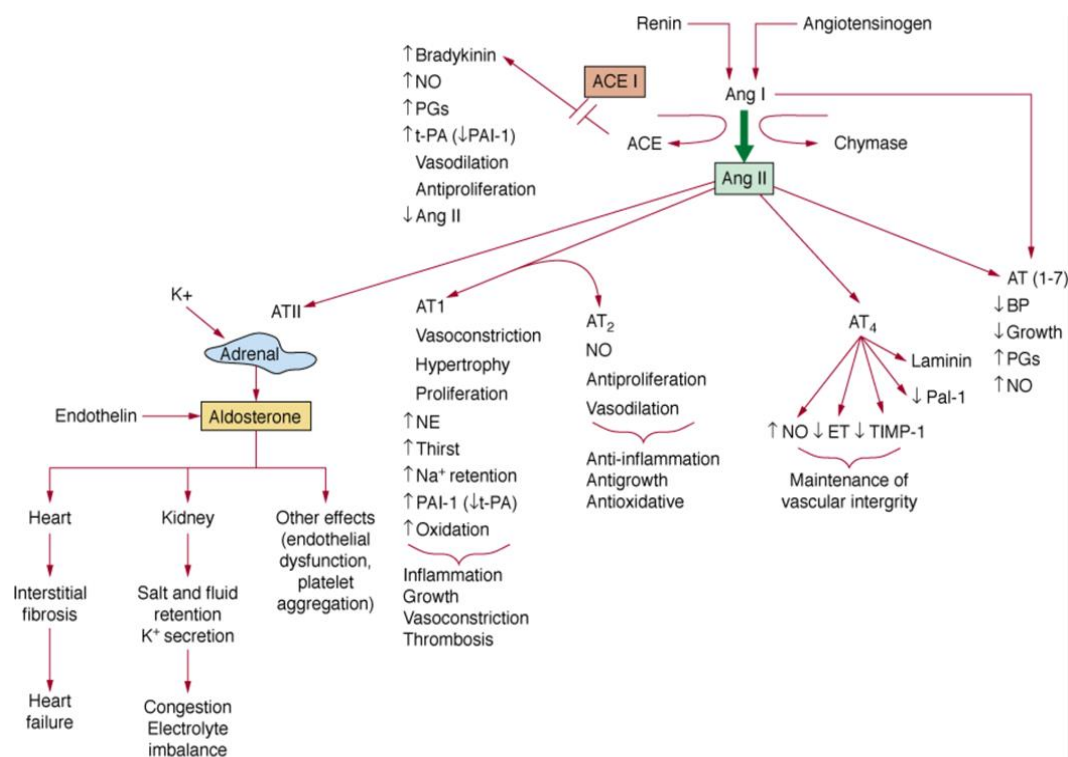 Renin
Angiotensinogen
↑ Bradykinin
↑ NO
↑ PGs
↑ t-PA (↓PAI-1)
Vasodilation
Antiproliferation
↓ Ang II
ACE I
Ang I
ACE
Chymase
Ang II
K+
ATII
Adrenal
Endothelin
Aldosterone
Heart
Interstitial
fibrosis
Heart
failure
Kidney
Salt and fluid
retention
K+ secretion
Congestion
Electrolyte
imbalance
Other effects
(endothelial
dysfunction,
platelet
aggregation)
AT1
Vasoconstriction
Hypertrophy
Proliferation
↑ NE
↑ Thirst
↑ Na+ retention
↑ PAI-1 (↓t-PA)
↑ Oxidation
Inflammation
Growth
Vasoconstriction
Thrombosis
AT2
NO
Antiproliferation
Vasodilation
Anti-inflammation
Antigrowth
Antioxidative
AT4
Laminin
↓ Pal-1
↑ NO ↓ ET ↓ TIMP-1
Maintenance of
vascular intergrity
AT (1-7)
↓ BP
↓ Growth
↑ PGs
↑ NO